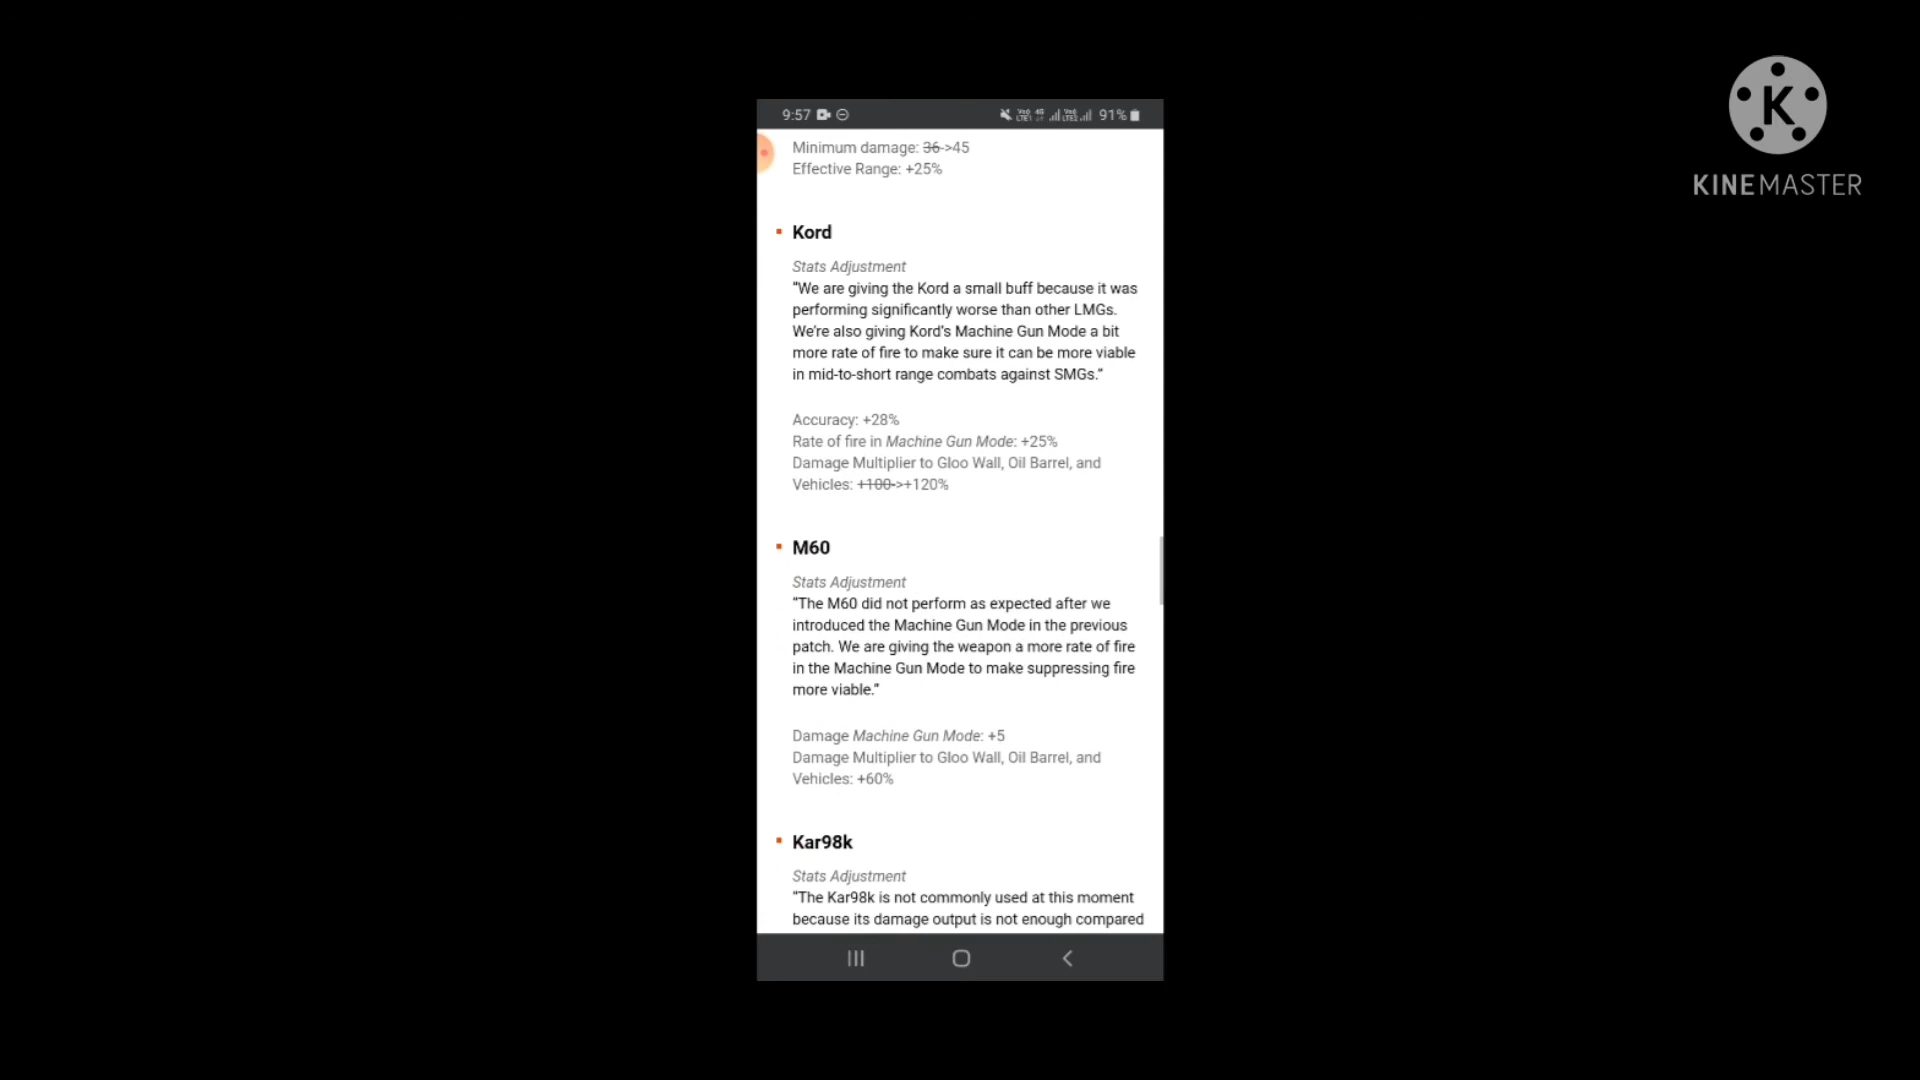 9:57
91%
KINEMASTER
Minimum damage: 36->45
Effective Range: +25%
Kord
Stats Adjustment
“We are giving the Kord a small buff because it was
performing significantly worse than other LMGs.
We’re also giving Kord’s Machine Gun Mode a bit
more rate of fire to make sure it can be more viable
in mid-to-short range combats against SMGs.”
Accuracy: +28%
Rate of fire in Machine Gun Mode: +25%
Damage Multiplier to Gloo Wall, Oil Barrel, and
Vehicles: +100->+120%
M60
Stats Adjustment
“The M60 did not perform as expected after we
introduced the Machine Gun Mode in the previous
patch. We are giving the weapon a more rate of fire
in the Machine Gun Mode to make suppressing fire
more viable.”
Damage Machine Gun Mode: +5
Damage Multiplier to Gloo Wall, Oil Barrel, and
Vehicles: +60%
Kar98k
Stats Adjustment
“The Kar98k is not commonly used at this moment
because its damage output is not enough compared